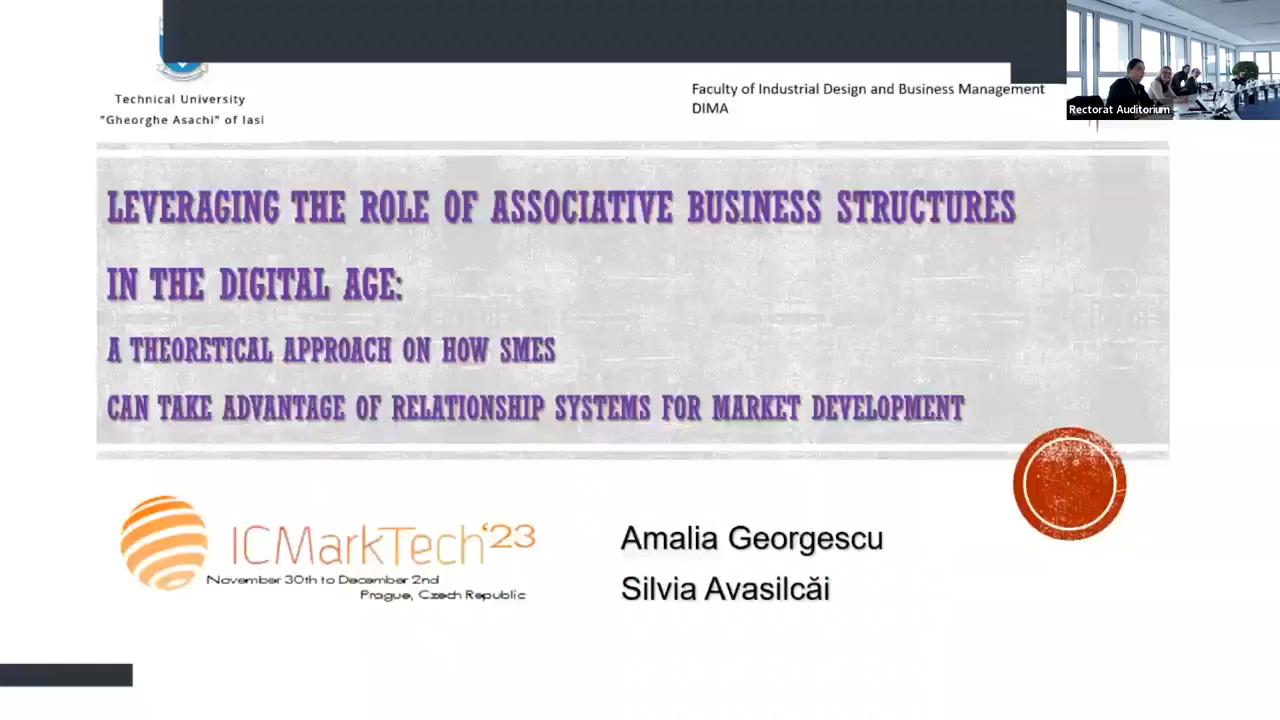 Technical University
"Gheorghe Asachi" of Iasi
Faculty of Industrial Design and Business Management
DIMA
Rectorat Auditorium
LEVERAGING THE ROLE OF ASSOCIATIVE BUSINESS STRUCTURES
IN THE DIGITAL AGE:
A THEORETICAL APPROACH ON HOW SMES
CAN TAKE ADVANTAGE OF RELATIONSHIP SYSTEMS FOR MARKET DEVELOPMENT
ICMarkTech'23
November 30th to December 2nd
Prague, Czech Republic
Amalia Georgescu
Silvia Avasilcăi